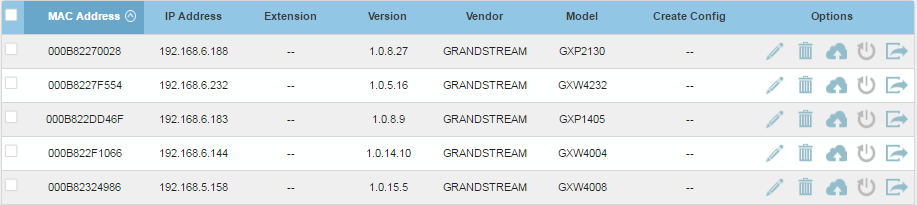 MAC Address IP Address Extension Version Vendor Model Create Config Options
000B82270028 192.168.6.188 -- 1.0.8.27 GRANDSTREAM GXP2130 --
000B8227F554 192.168.6.232 -- 1.0.5.16 GRANDSTREAM GXW4232 --
000B822DD46F 192.168.6.183 -- 1.0.8.9 GRANDSTREAM GXP1405 --
000B822F1066 192.168.6.144 -- 1.0.14.10 GRANDSTREAM GXW4004 --
000B82324986 192.168.5.158 -- 1.0.15.5 GRANDSTREAM GXW4008 --